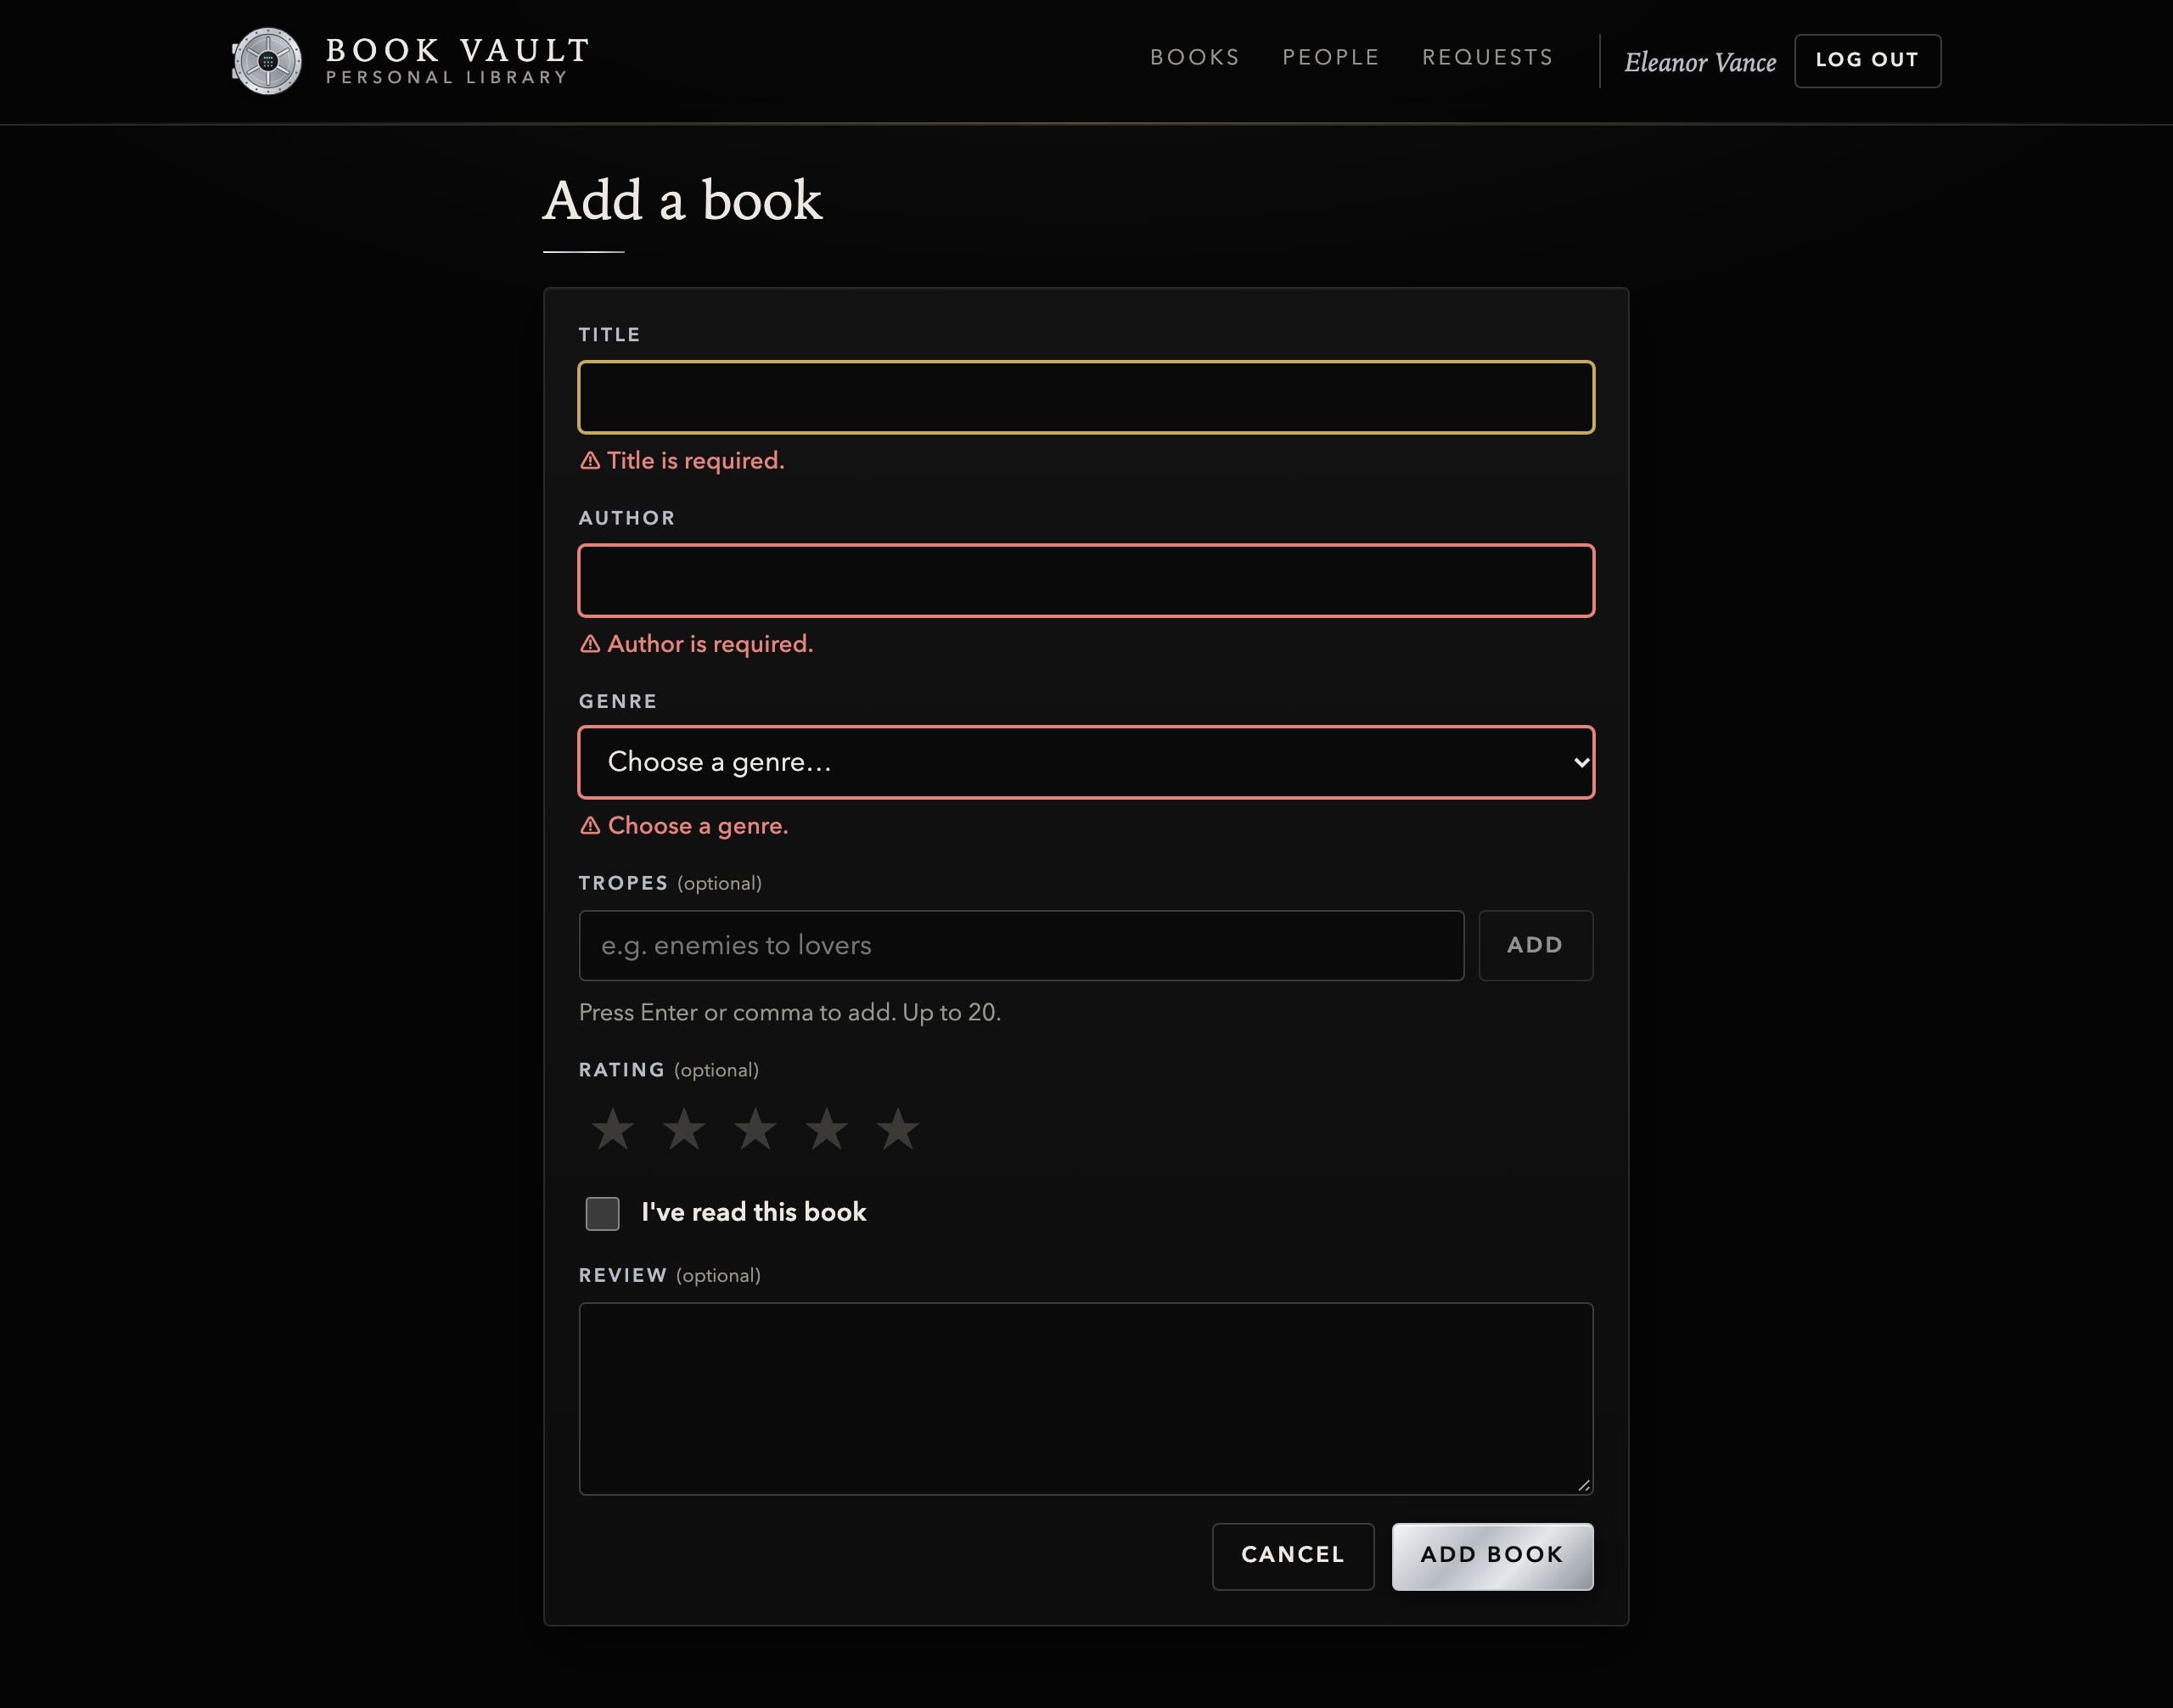 BOOK VAULT
PERSONAL LIBRARY
BOOKS PEOPLE REQUESTS Eleanor Vance LOG OUT
Add a book
TITLE
Title is required.
AUTHOR
Author is required.
GENRE
Choose a genre...
Choose a genre.
TROPES (optional)
e.g. enemies to lovers ADD
Press Enter or comma to add. Up to 20.
RATING (optional)
I've read this book
REVIEW (optional)
CANCEL ADD BOOK